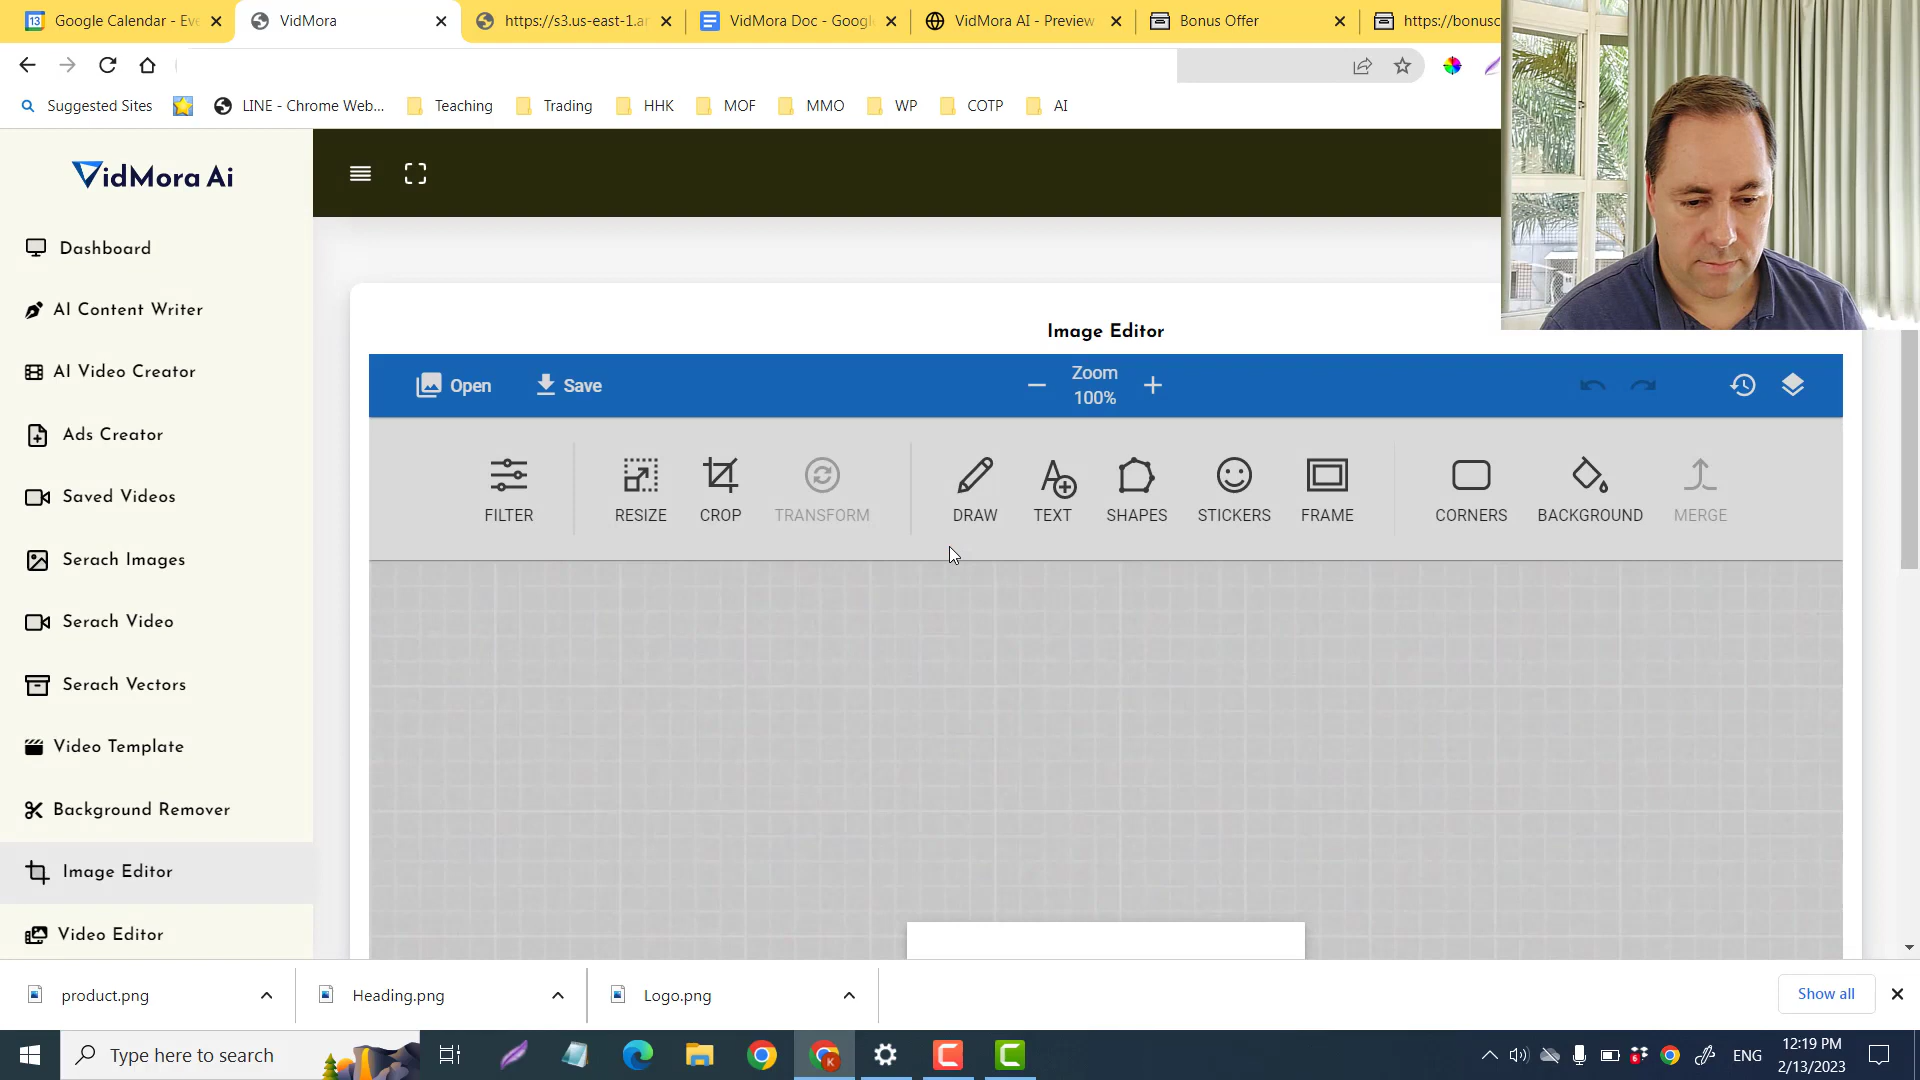 Google Calendar - Eve
VidMora
https://s3.us-east-1.ar
VidMora Doc - Google
VidMora AI - Preview
Bonus Offer
https://bonusc
Suggested Sites
LINE - Chrome Web...
Teaching
Trading
HHK
MOF
MMO
WP
COTP
AI
VidMora Ai
Dashboard
AI Content Writer
AI Video Creator
Ads Creator
Saved Videos
Serach Images
Serach Video
Serach Vectors
Video Template
Background Remover
Image Editor
Video Editor
Image Editor
Open
Save
Zoom
100%
FILTER
RESIZE
CROP
TRANSFORM
DRAW
TEXT
SHAPES
STICKERS
FRAME
CORNERS
BACKGROUND
MERGE
product.png
Heading.png
Logo.png
Show all
Type here to search
ENG
12:19 PM
2/13/2023